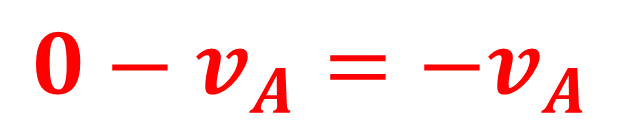 0 − v_A = −v_A